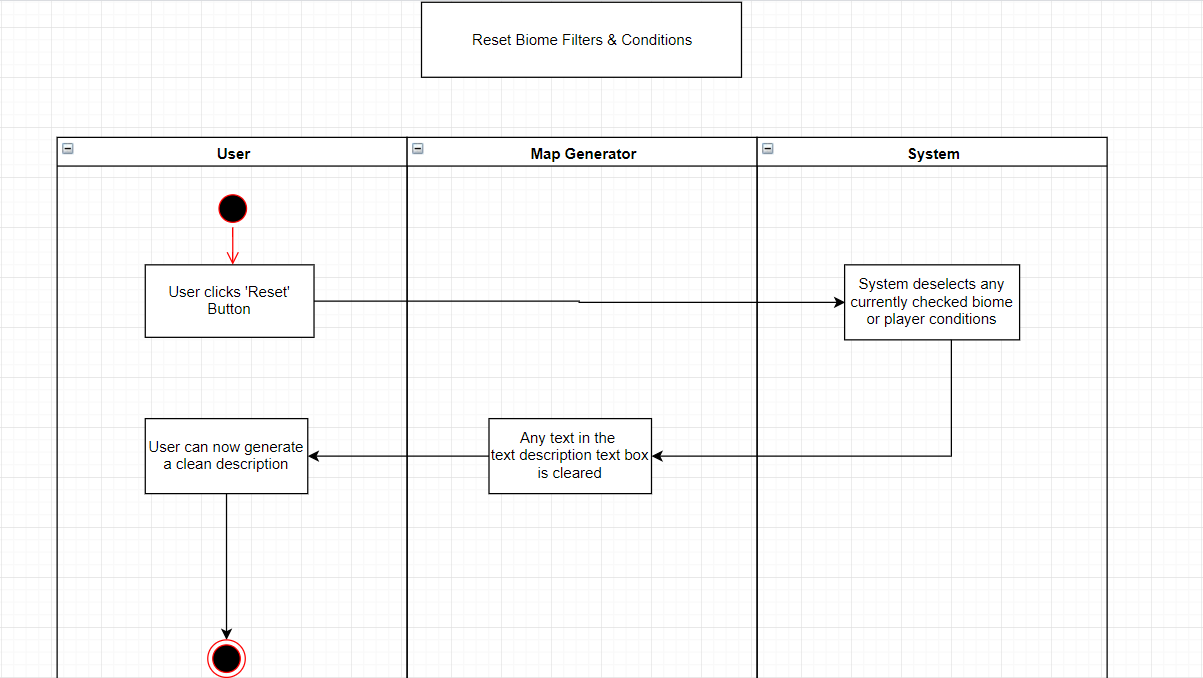 Reset Biome Filters & Conditions
User
Map Generator
System
User clicks 'Reset'
Button
System deselects any
currently checked biome
or player conditions
User can now generate
a clean description
Any text in the
text description text box
is cleared